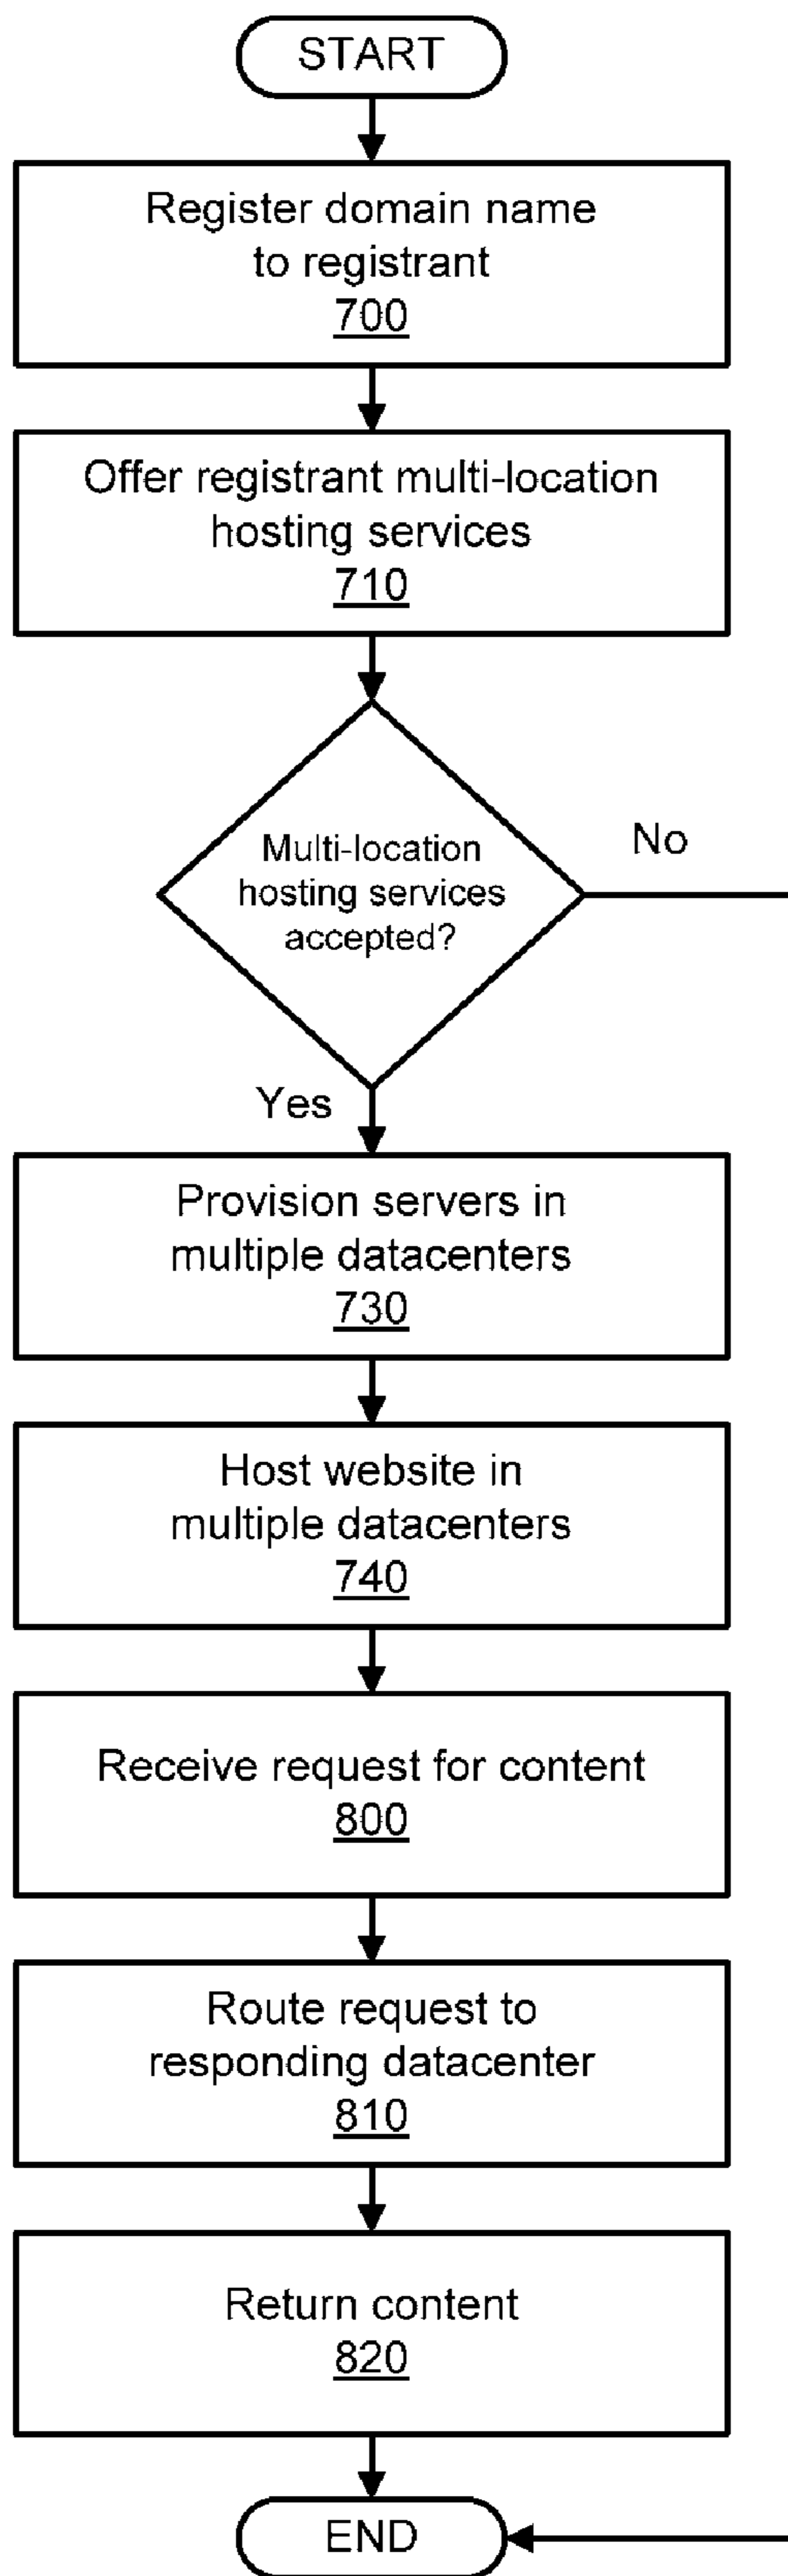 START
Register domain name
to registrant
700
Offer registrant multi-location
hosting services
710
Multi-location
hosting services
accepted?
No
Yes
Provision servers in
multiple datacenters
730
Host website in
multiple datacenters
740
Receive request for content
800
Route request to
responding datacenter
810
Return content
820
END